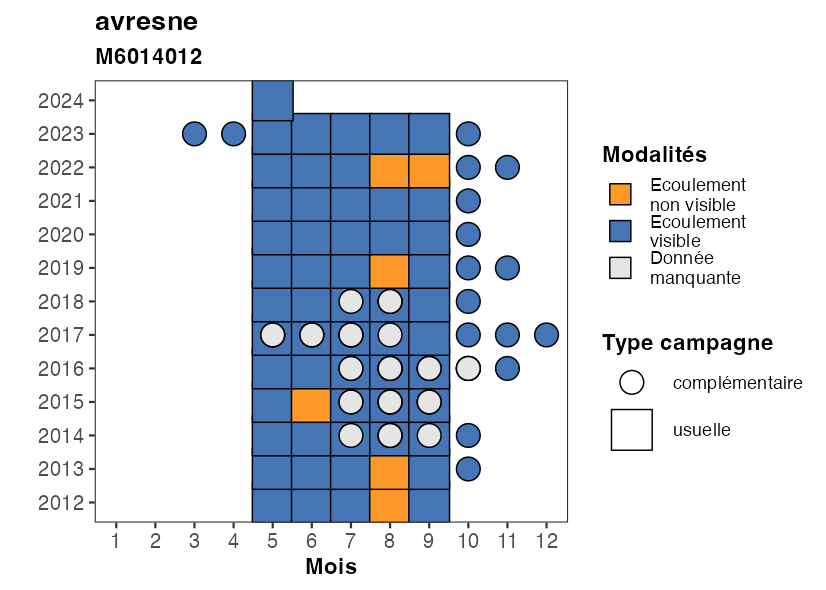 avresne
M6014012
2024
2023
2022
2021
2020
2019
2018
2017
2016
2015
2014
2013
2012
1 2 3 4 5 6 7 8 9 10 11 12
Mois
Modalités
Ecoulement
non visible
Ecoulement
visible
Donnée
manquante
Type campagne
complémentaire
usuelle